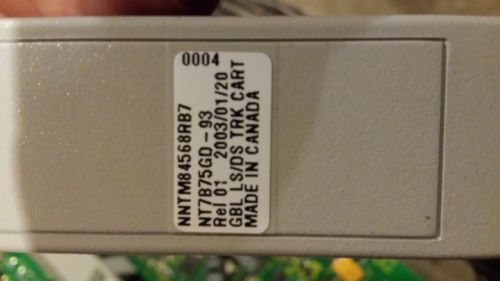 0004
NNTM84568RB7
NT7B75GD-93
Rel 01 2003/01/20
GBL LS/DS TRK CART
MADE IN CANADA